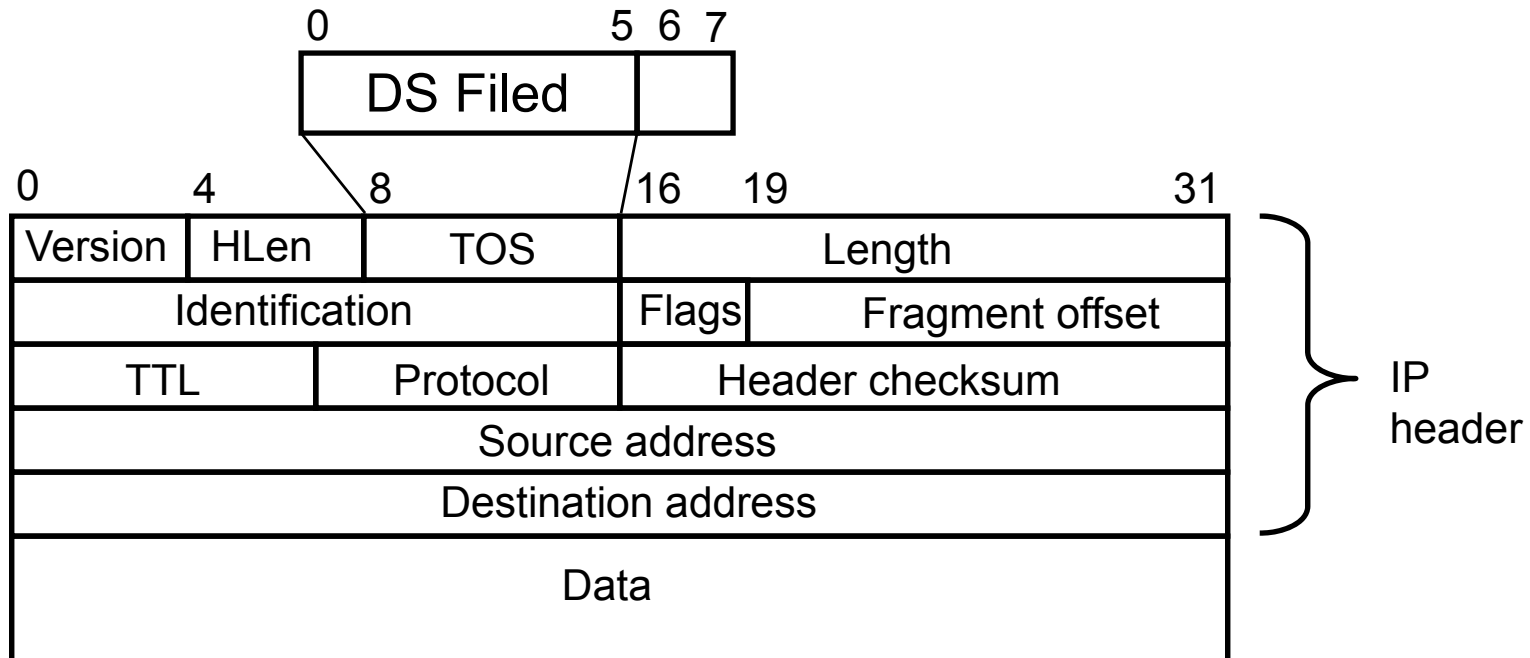 0 5 6 7
DS Filed
0 4 8 16 19 31
Version HLen TOS Length
Identification Flags Fragment offset
TTL Protocol Header checksum
Source address
Destination address
Data
IP
header